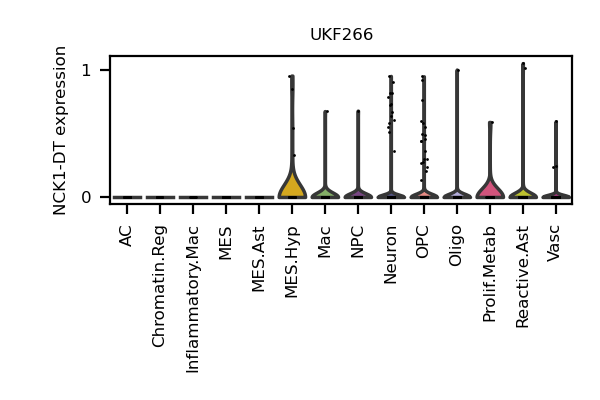 UKF266
NCK1-DT expression
1
0
AC
Chromatin.Reg
Inflammatory.Mac
MES
MES.Ast
MES.Hyp
Mac
NPC
Neuron
OPC
Oligo
Prolif.Metab
Reactive.Ast
Vasc